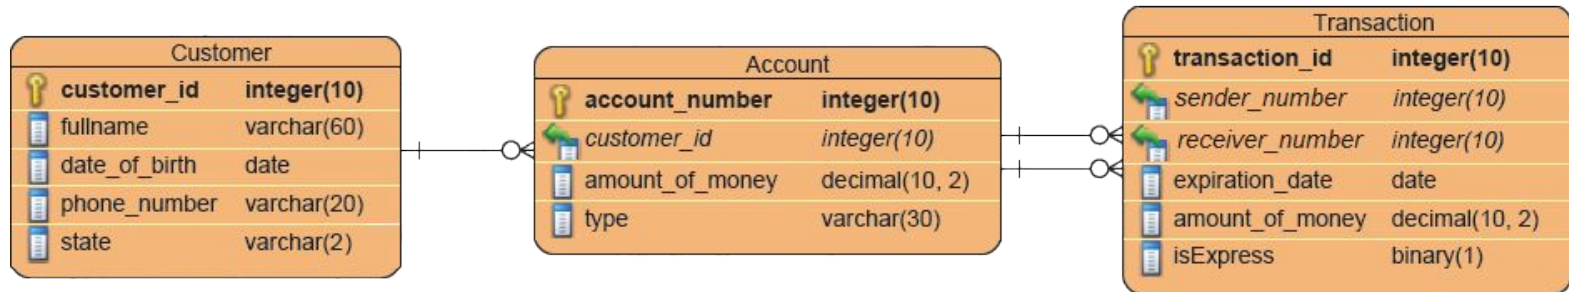 Customer
customer_id integer(10)
fullname varchar(60)
date_of_birth date
phone_number varchar(20)
state varchar(2)
Account
account_number integer(10)
customer_id integer(10)
amount_of_money decimal(10, 2)
type varchar(30)
Transaction
transaction_id integer(10)
sender_number integer(10)
receiver_number integer(10)
expiration_date date
amount_of_money decimal(10, 2)
isExpress binary(1)